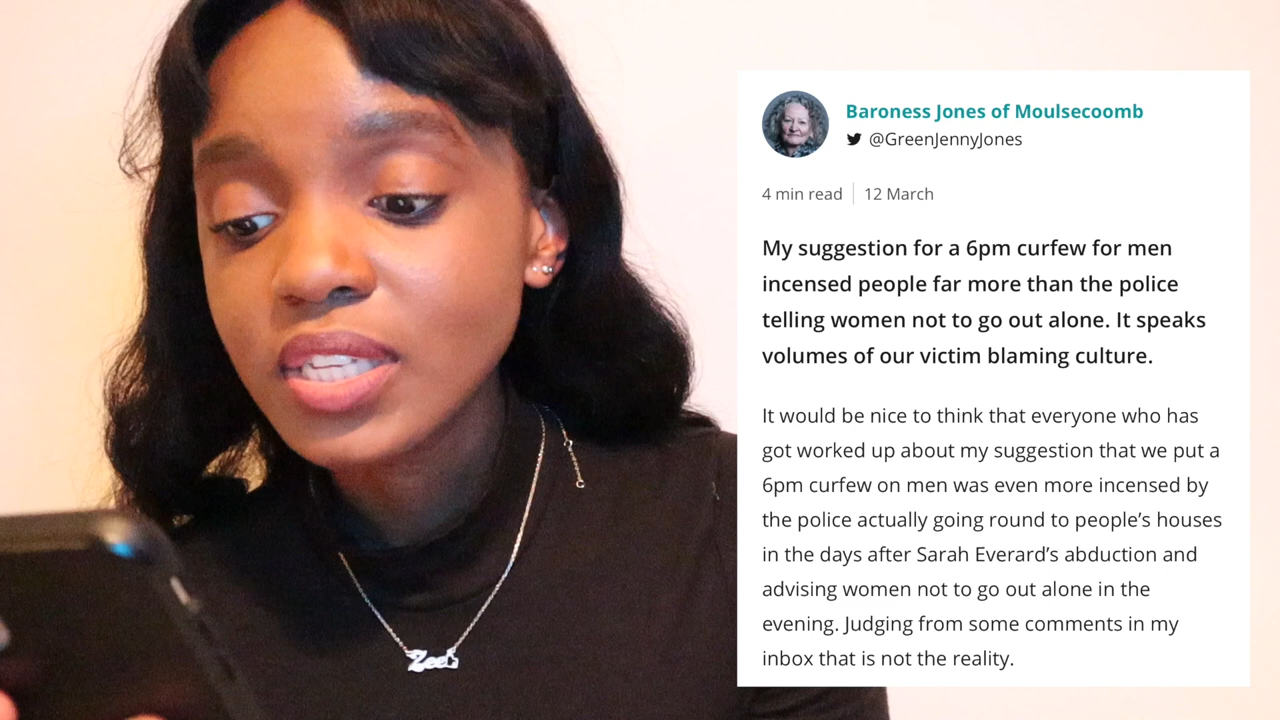 Baroness Jones of Moulsecoomb
@GreenJennyJones
4 min read | 12 March
My suggestion for a 6pm curfew for men
incensed people far more than the police
telling women not to go out alone. It speaks
volumes of our victim blaming culture.
It would be nice to think that everyone who has
got worked up about my suggestion that we put a
6pm curfew on men was even more incensed by
the police actually going round to people’s houses
in the days after Sarah Everard’s abduction and
advising women not to go out alone in the
evening. Judging from some comments in my
inbox that is not the reality.